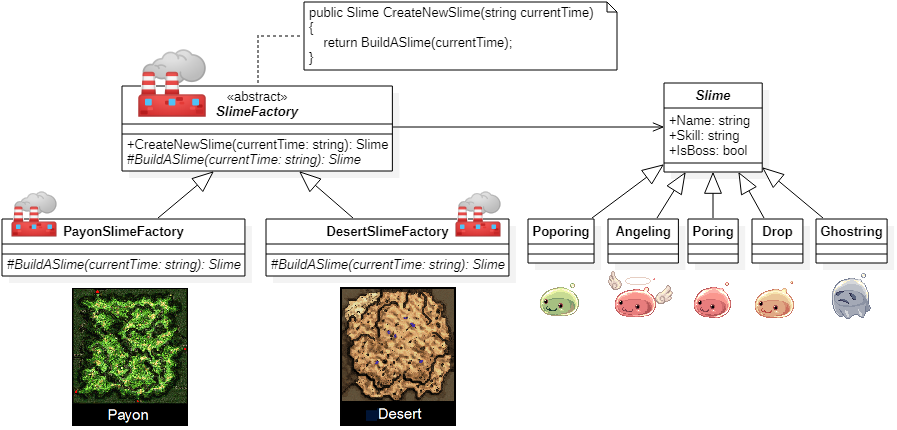 public Slime CreateNewSlime(string currentTime)
{
return BuildASlime(currentTime);
}
«abstract»
SlimeFactory
+CreateNewSlime(currentTime: string): Slime
#BuildASlime(currentTime: string): Slime
Slime
+Name: string
+Skill: string
+IsBoss: bool
PayonSlimeFactory
#BuildASlime(currentTime: string): Slime
DesertSlimeFactory
#BuildASlime(currentTime: string): Slime
Poporing
Angeling
Poring
Drop
Ghostring
Payon
Desert